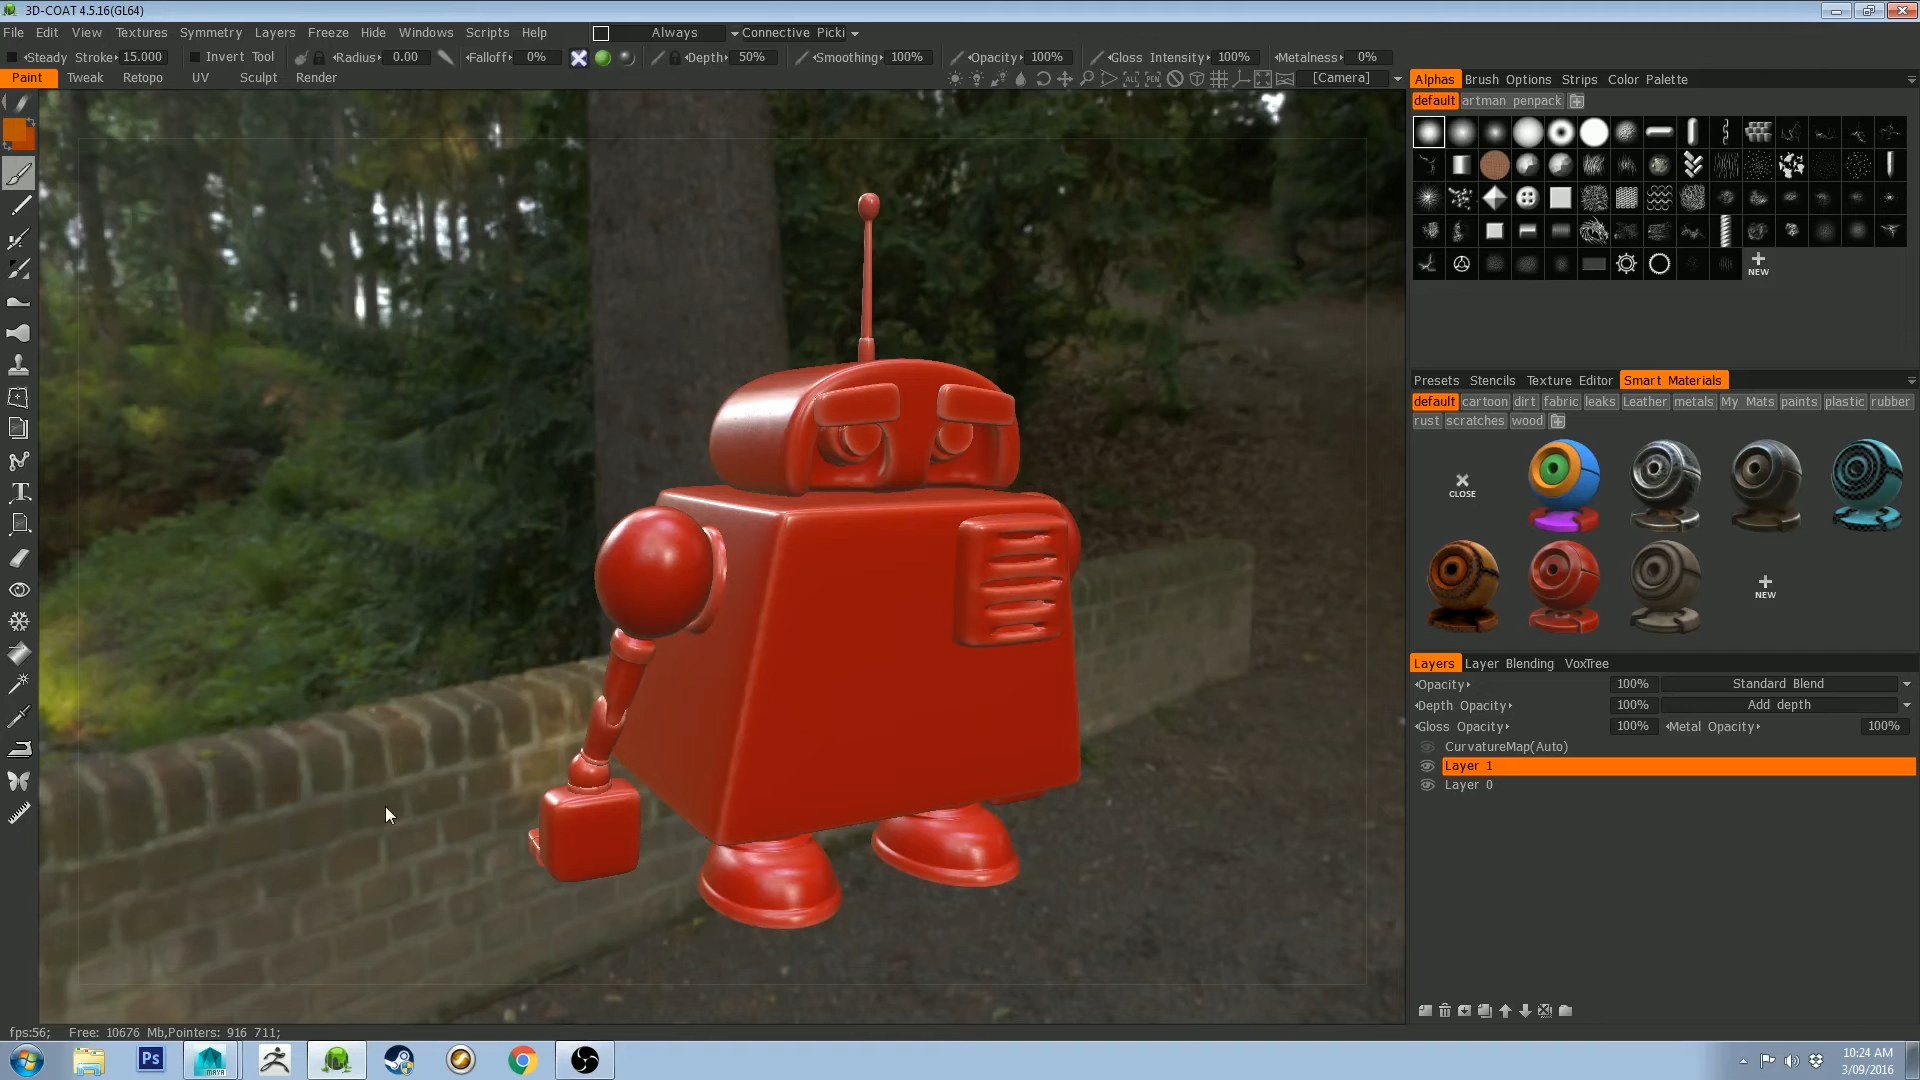 3D-COAT 4.5.16(GL64)
File Edit View Textures Symmetry Layers Freeze Hide Windows Scripts Help Always Connective Picki
Steady Stroke 15.000 Invert Tool Radius 0.00 Falloff 0% Depth 50% Smoothing 100% Opacity 100% Gloss Intensity 100% Metalness 0%
Paint Tweak Retopo UV Sculpt Render ALL PEN [Camera]
Alphas Brush Options Strips Color Palette
default artman penpack
NEW
Presets Stencils Texture Editor Smart Materials
default cartoon dirt fabric leaks Leather metals My Mats paints plastic rubber
rust scratches wood
CLOSE
NEW
Layers Layer Blending VoxTree
Opacity 100% Standard Blend
Depth Opacity 100% Add depth
Gloss Opacity 100% Metal Opacity 100%
CurvatureMap(Auto)
Layer 1
Layer 0
fps:56; Free: 10676 Mb,Pointers: 916 711;
Ps MAYA 10:24 AM
3/09/2016